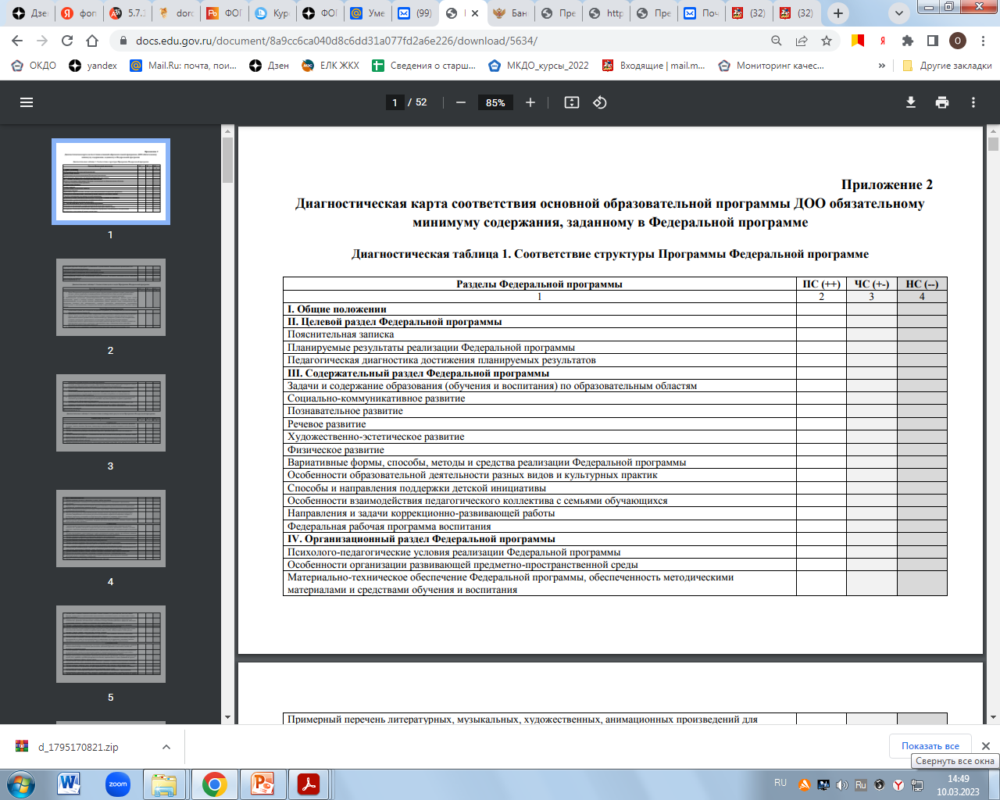 Дзе
фоп
5.7.1
dorc
ФОГ
Кур
ФОГ
Уме
(99)
Бан
Пре
http
Пре
Поч
(32)
(32)
docs.edu.gov.ru/document/8a9cc6ca040d8c6dd31a077fd2a6e226/download/5634/
О
ОКДО
yandex
Mail.Ru: почта, пои...
Дзен
ЕЛК ЖКХ
Сведения о старш...
МКДО_курсы_2022
Входящие | mail.m...
Мониторинг качес...
»
Другие закладки
1 / 52
85%
1
2
3
4
5
Приложение 2
Диагностическая карта соответствия основной образовательной программы ДОО обязательному
минимуму содержания, заданному в Федеральной программе
Диагностическая таблица 1. Соответствие структуры Программы Федеральной программе
Разделы Федеральной программы ПС (++) ЧС (+-) НС (--)
1 2 3 4
I. Общие положения
II. Целевой раздел Федеральной программы
Пояснительная записка
Планируемые результаты реализации Федеральной программы
Педагогическая диагностика достижения планируемых результатов
III. Содержательный раздел Федеральной программы
Задачи и содержание образования (обучения и воспитания) по образовательным областям
Социально-коммуникативное развитие
Познавательное развитие
Речевое развитие
Художественно-эстетическое развитие
Физическое развитие
Вариативные формы, способы, методы и средства реализации Федеральной программы
Особенности образовательной деятельности разных видов и культурных практик
Способы и направления поддержки детской инициативы
Особенности взаимодействия педагогического коллектива с семьями обучающихся
Направления и задачи коррекционно-развивающей работы
Федеральная рабочая программа воспитания
IV. Организационный раздел Федеральной программы
Психолого-педагогические условия реализации Федеральной программы
Особенности организации развивающей предметно-пространственной среды
Материально-техническое обеспечение Федеральной программы, обеспеченность методическими
материалами и средствами обучения и воспитания
Примерный перечень литературных, музыкальных, художественных, анимационных произведений для
d_1795170821.zip
Показать все
Свернуть все окна
zoom
RU
Ru
14:49
10.03.2023